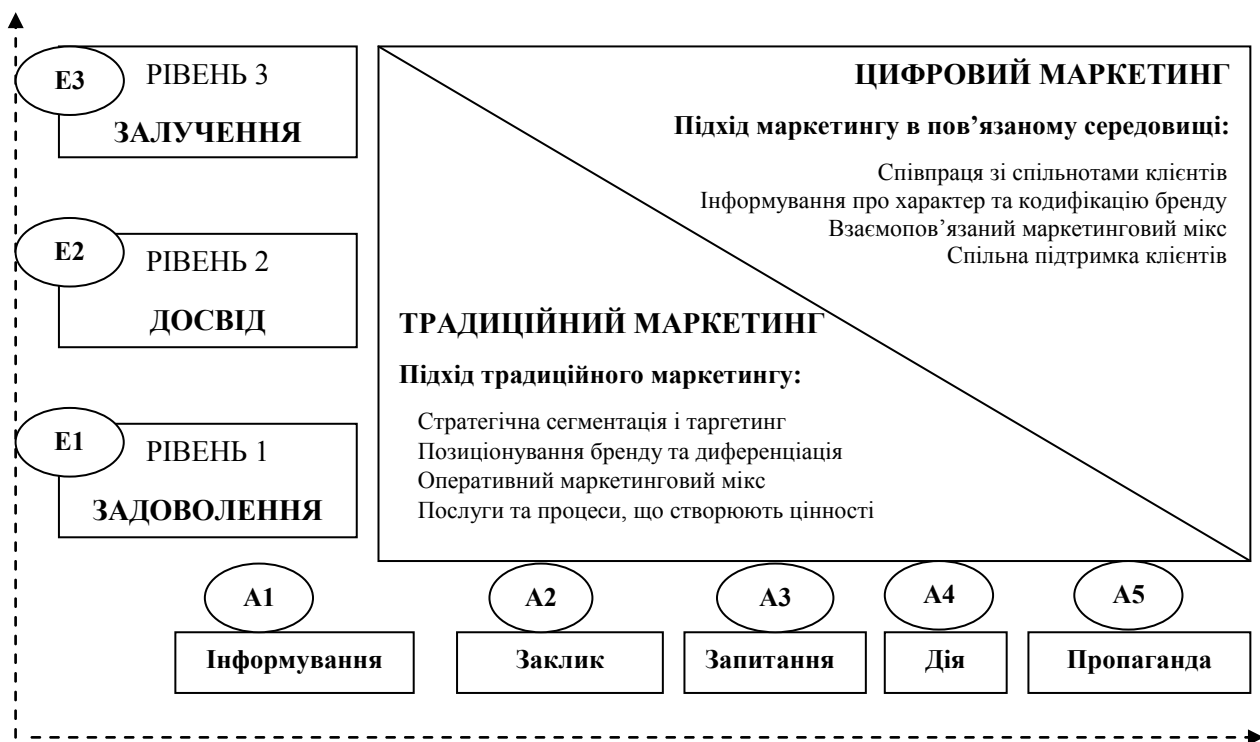 E3
РІВЕНЬ 3
ЗАЛУЧЕННЯ
E2
РІВЕНЬ 2
ДОСВІД
E1
РІВЕНЬ 1
ЗАДОВОЛЕННЯ
ЦИФРОВИЙ МАРКЕТИНГ
Підхід маркетингу в пов’язаному середовищі:
Співпраця зі спільнотами клієнтів
Інформування про характер та кодифікацію бренду
Взаємопов’язаний маркетинговий мікс
Спільна підтримка клієнтів
ТРАДИЦІЙНИЙ МАРКЕТИНГ
Підхід традиційного маркетингу:
Стратегічна сегментація і таргетинг
Позиціонування бренду та диференціація
Оперативний маркетинговий мікс
Послуги та процеси, що створюють цінності
A1
Інформування
A2
Заклик
A3
Запитання
A4
Дія
A5
Пропаганда